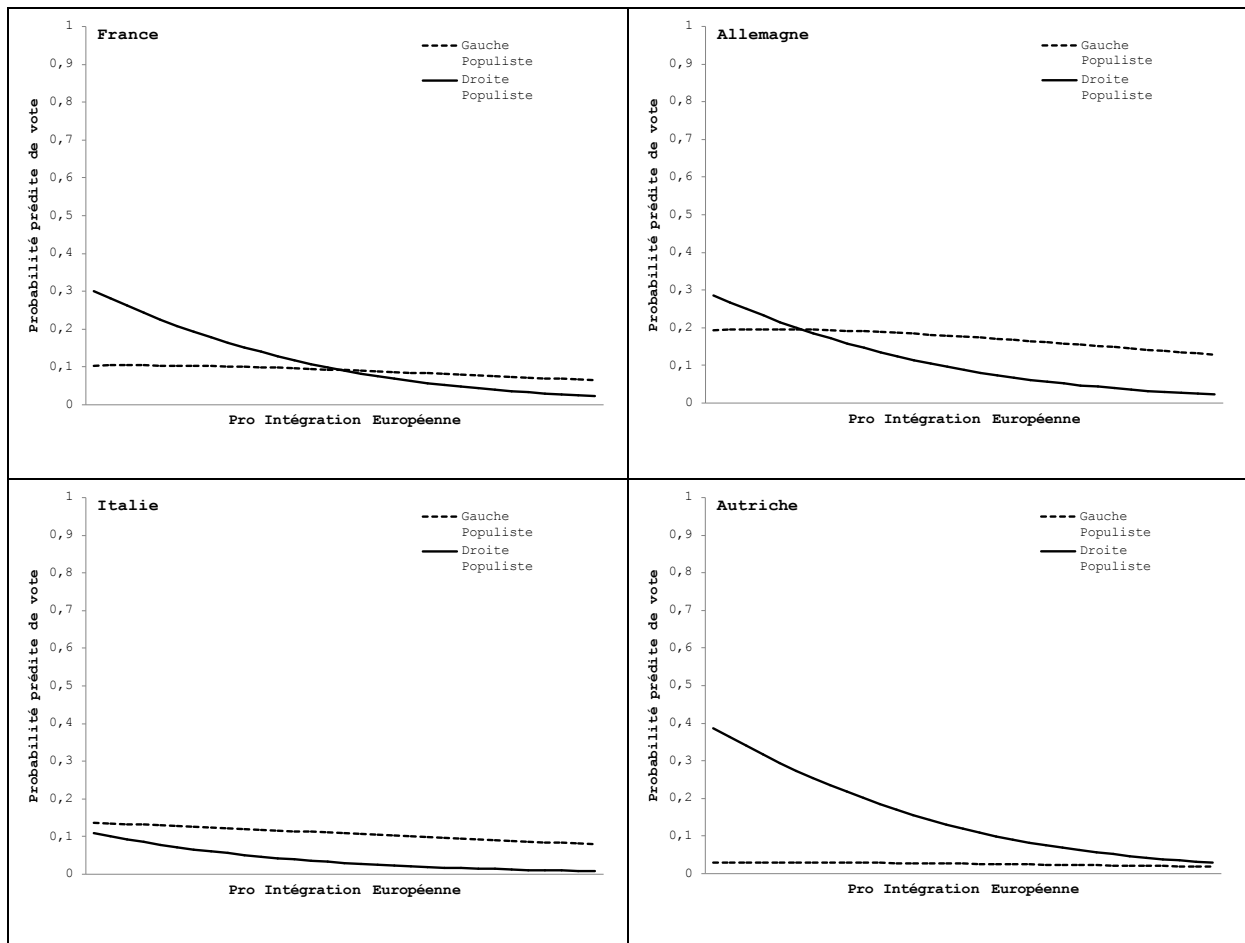 France
Gauche
Populiste
Droite
Populiste
Probabilité prédite de vote
1
0,9
0,8
0,7
0,6
0,5
0,4
0,3
0,2
0,1
0
Pro Intégration Européenne
Allemagne
Gauche
Populiste
Droite
Populiste
Probabilité prédite de vote
1
0,9
0,8
0,7
0,6
0,5
0,4
0,3
0,2
0,1
0
Pro Intégration Européenne
Italie
Gauche
Populiste
Droite
Populiste
Probabilité prédite de vote
1
0,9
0,8
0,7
0,6
0,5
0,4
0,3
0,2
0,1
0
Pro Intégration Européenne
Autriche
Gauche
Populiste
Droite
Populiste
Probabilité prédite de vote
1
0,9
0,8
0,7
0,6
0,5
0,4
0,3
0,2
0,1
0
Pro Intégration Européenne